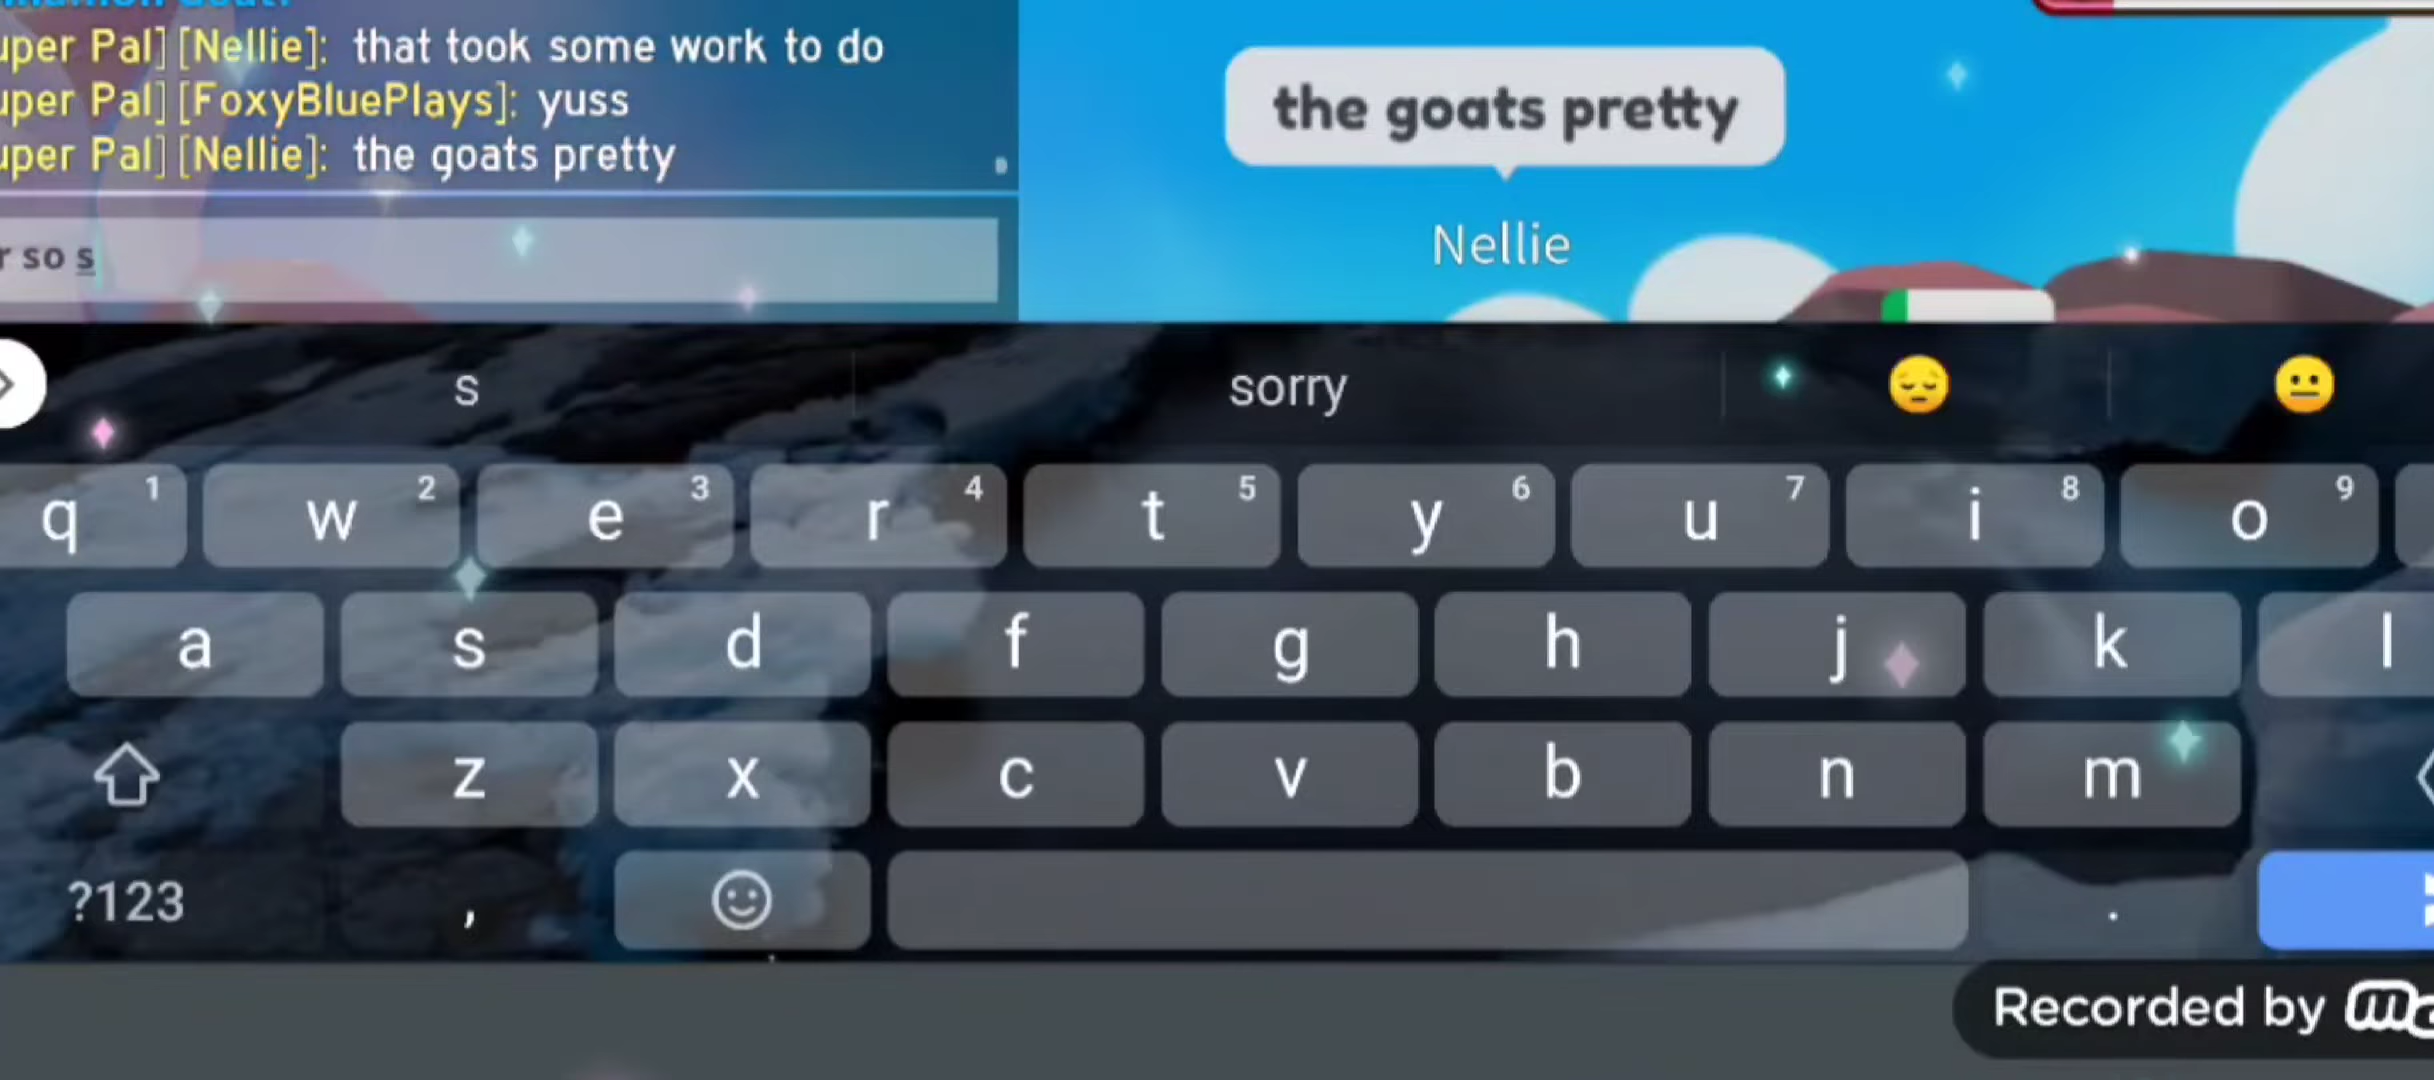 uper Pal] [Nellie]: that took some work to do
uper Pal] [FoxyBluePlays]: yuss
uper Pal] [Nellie]: the goats pretty
r so s
the goats pretty
Nellie
s sorry
q 1 w 2 e 3 r 4 t 5 y 6 u 7 i 8 o 9
a s d f g h j k l
z x c v b n m
?123 , .
Recorded by